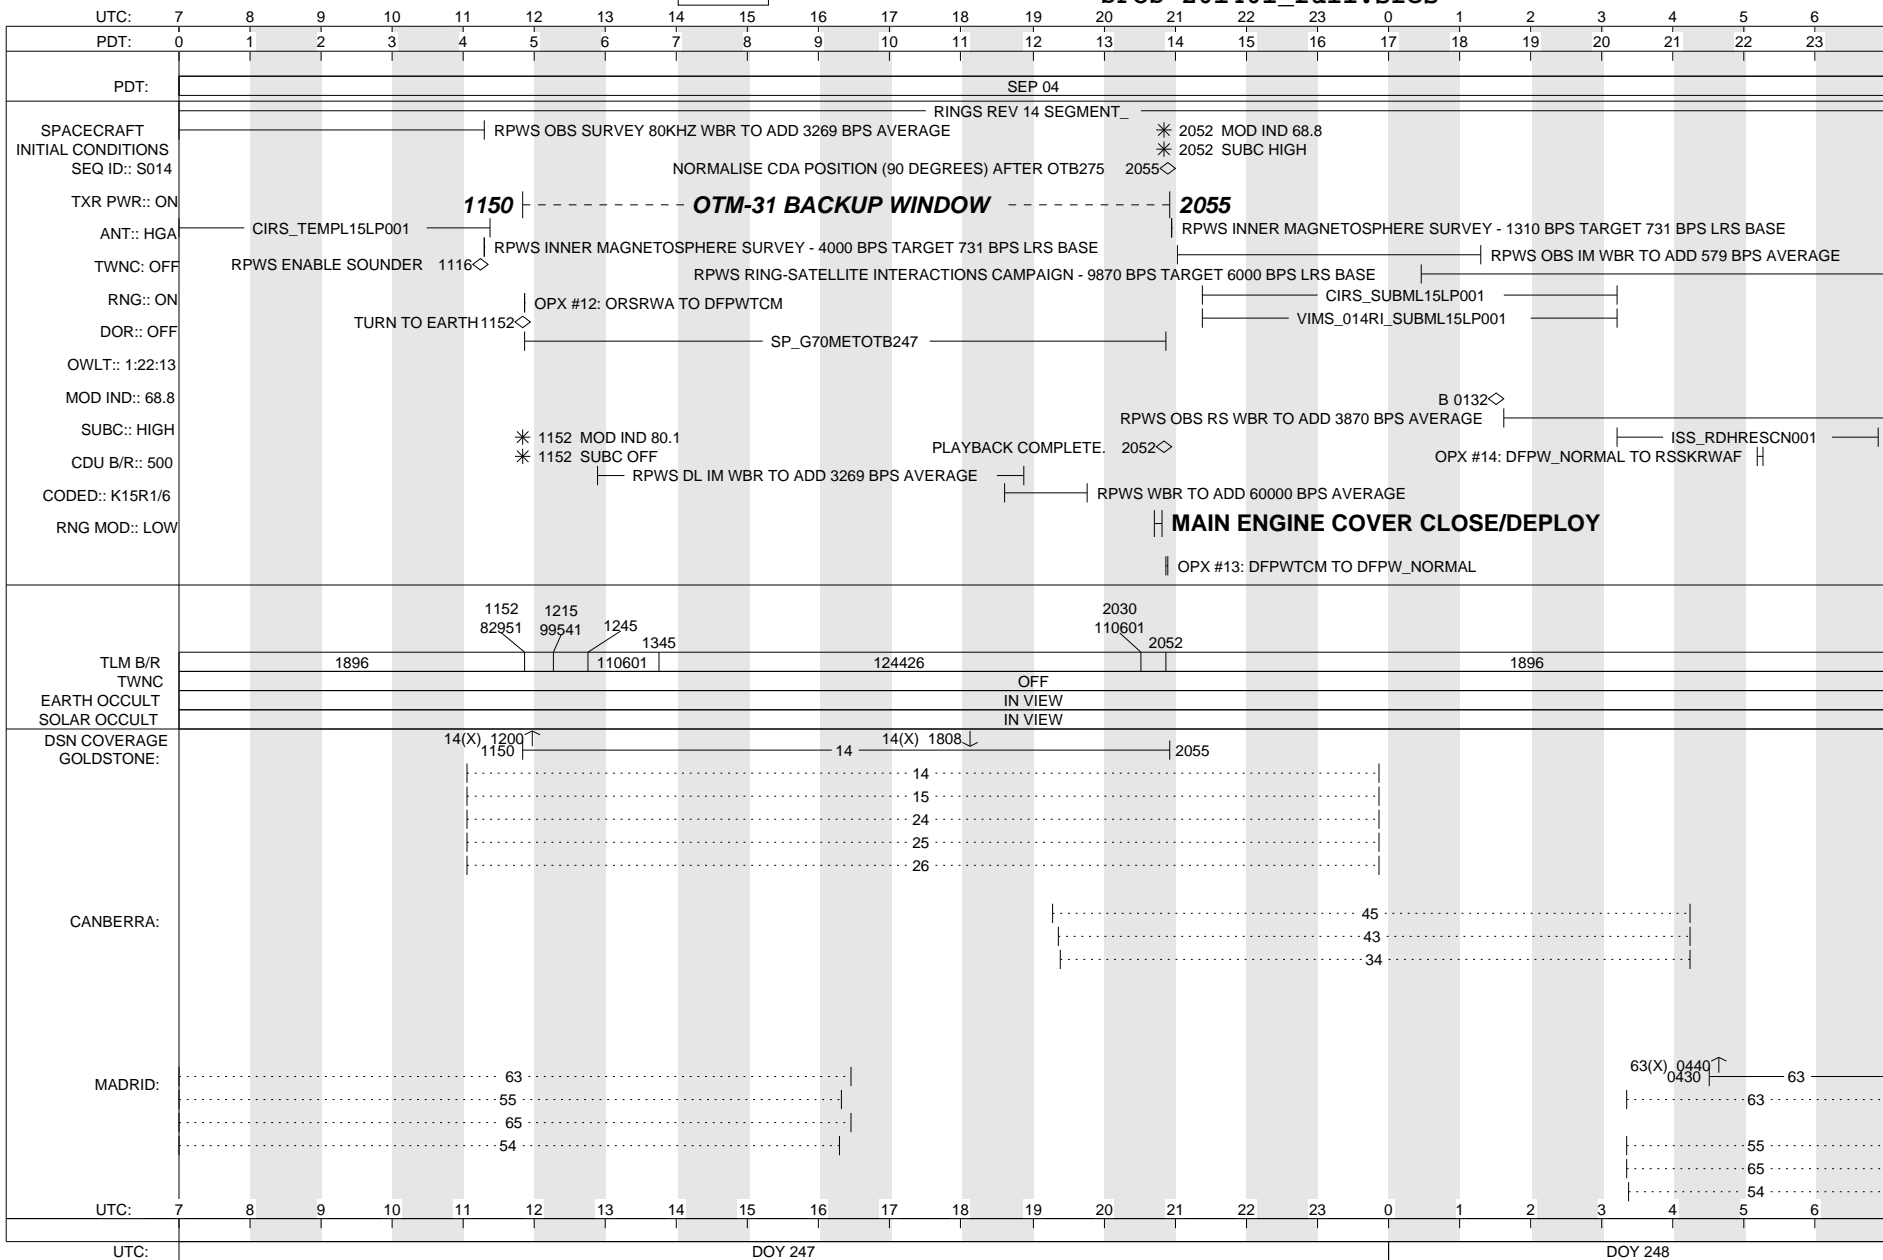 UTC: 7 8 9 10 11 12 13 14 15 16 17 18 19 20 21 22 23 0 1 2 3 4 5 6
PDT: 0 1 2 3 4 5 6 7 8 9 10 11 12 13 14 15 16 17 18 19 20 21 22 23
PDT: SEP 04
RINGS REV 14 SEGMENT_
SPACECRAFT
INITIAL CONDITIONS
SEQ ID:: S014
TXR PWR:: ON
ANT:: HGA
TWNC: OFF
RNG:: ON
DOR:: OFF
OWLT:: 1:22:13
MOD IND:: 68.8
SUBC:: HIGH
CDU B/R:: 500
CODED:: K15R1/6
RNG MOD:: LOW
RPWS OBS SURVEY 80KHZ WBR TO ADD 3269 BPS AVERAGE
2052 MOD IND 68.8
2052 SUBC HIGH
NORMALISE CDA POSITION (90 DEGREES) AFTER OTB275 2055
1150 OTM-31 BACKUP WINDOW 2055
CIRS_TEMPL15LP001
RPWS INNER MAGNETOSPHERE SURVEY - 1310 BPS TARGET 731 BPS LRS BASE
RPWS INNER MAGNETOSPHERE SURVEY - 4000 BPS TARGET 731 BPS LRS BASE
RPWS OBS IM WBR TO ADD 579 BPS AVERAGE
RPWS ENABLE SOUNDER 1116
RPWS RING-SATELLITE INTERACTIONS CAMPAIGN - 9870 BPS TARGET 6000 BPS LRS BASE
CIRS_SUBML15LP001
OPX #12: ORSRWA TO DFPWTCM
TURN TO EARTH 1152
VIMS_014RI_SUBML15LP001
SP_G70METOTB247
B 0132
RPWS OBS RS WBR TO ADD 3870 BPS AVERAGE
1152 MOD IND 80.1
ISS_RDHRESCN001
PLAYBACK COMPLETE. 2052
1152 SUBC OFF
OPX #14: DFPW_NORMAL TO RSSKRWAF
RPWS DL IM WBR TO ADD 3269 BPS AVERAGE
RPWS WBR TO ADD 60000 BPS AVERAGE
MAIN ENGINE COVER CLOSE/DEPLOY
OPX #13: DFPWTCM TO DFPW_NORMAL
1152 1215 2030
82951 99541 1245 110601
1345 2052
TLM B/R 1896 110601 124426 1896
TWNC OFF
EARTH OCCULT IN VIEW
SOLAR OCCULT IN VIEW
DSN COVERAGE
GOLDSTONE:
14(X) 1200 14(X) 1808
1150 14 2055
14
15
24
25
26
CANBERRA:
45
43
34
MADRID:
63(X) 0440
63 0430 63
55 63
65
54 55
65
54
UTC: 7 8 9 10 11 12 13 14 15 16 17 18 19 20 21 22 23 0 1 2 3 4 5 6
UTC: DOY 247 DOY 248